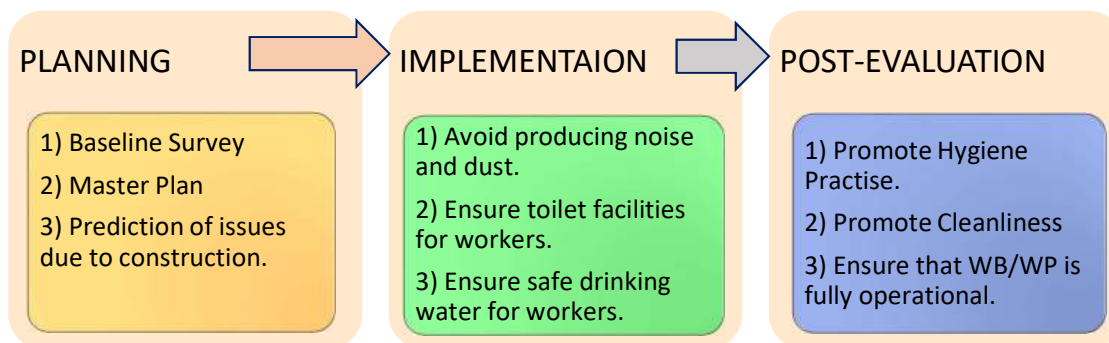 PLANNING
1) Baseline Survey
2) Master Plan
3) Prediction of issues
due to construction.
IMPLEMENTAION
1) Avoid producing noise
and dust.
2) Ensure toilet facilities
for workers.
3) Ensure safe drinking
water for workers.
POST-EVALUATION
1) Promote Hygiene
Practise.
2) Promote Cleanliness
3) Ensure that WB/WP is
fully operational.